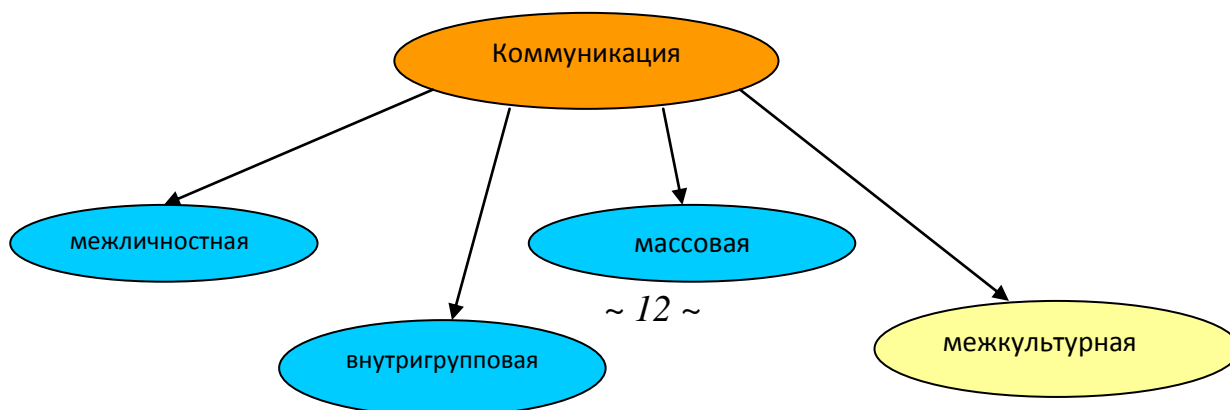 Коммуникация
межличностная
массовая
~ 12 ~
внутригрупповая
межкультурная